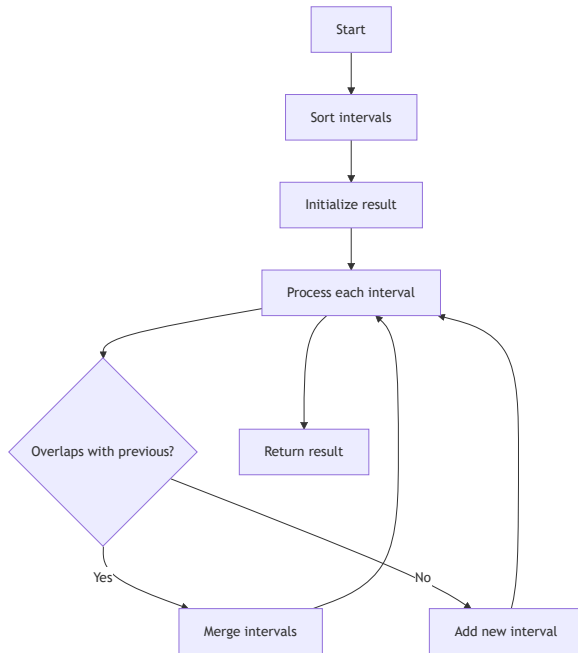 Start
Sort intervals
Initialize result
Process each interval
Overlaps with previous?
Return result
Yes
No
Merge intervals
Add new interval